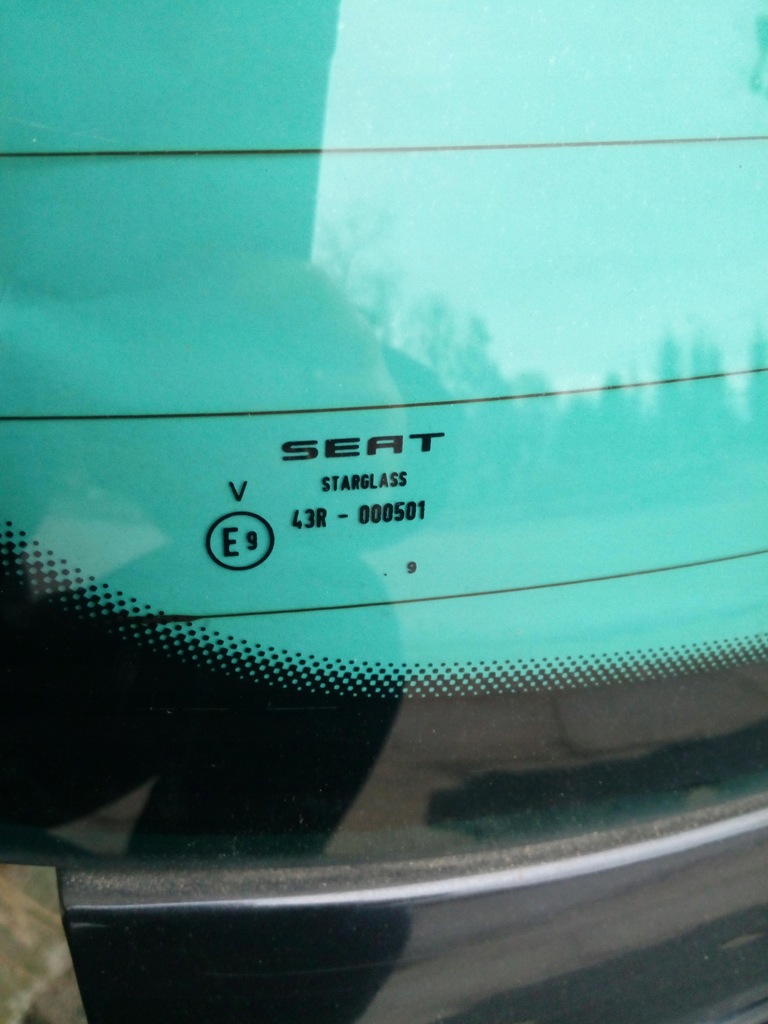 SEAT
STARGLASS
V
43R - 000501
E9
. 9